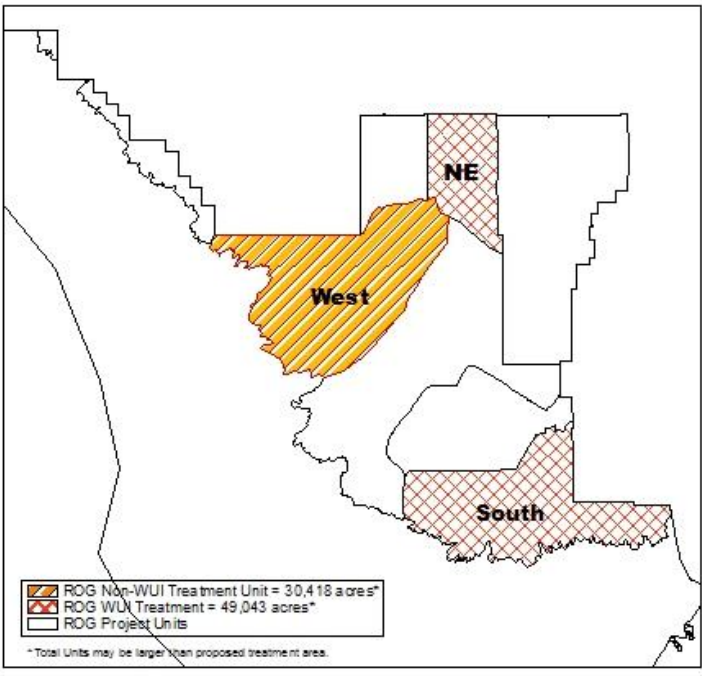 NE
West
South
ROG Non-WUI Treatment Unit = 30,418 acres*
ROG WUI Treatment = 49,043 acres*
ROG Project Units
*Total Units may be larger than proposed treatment area.